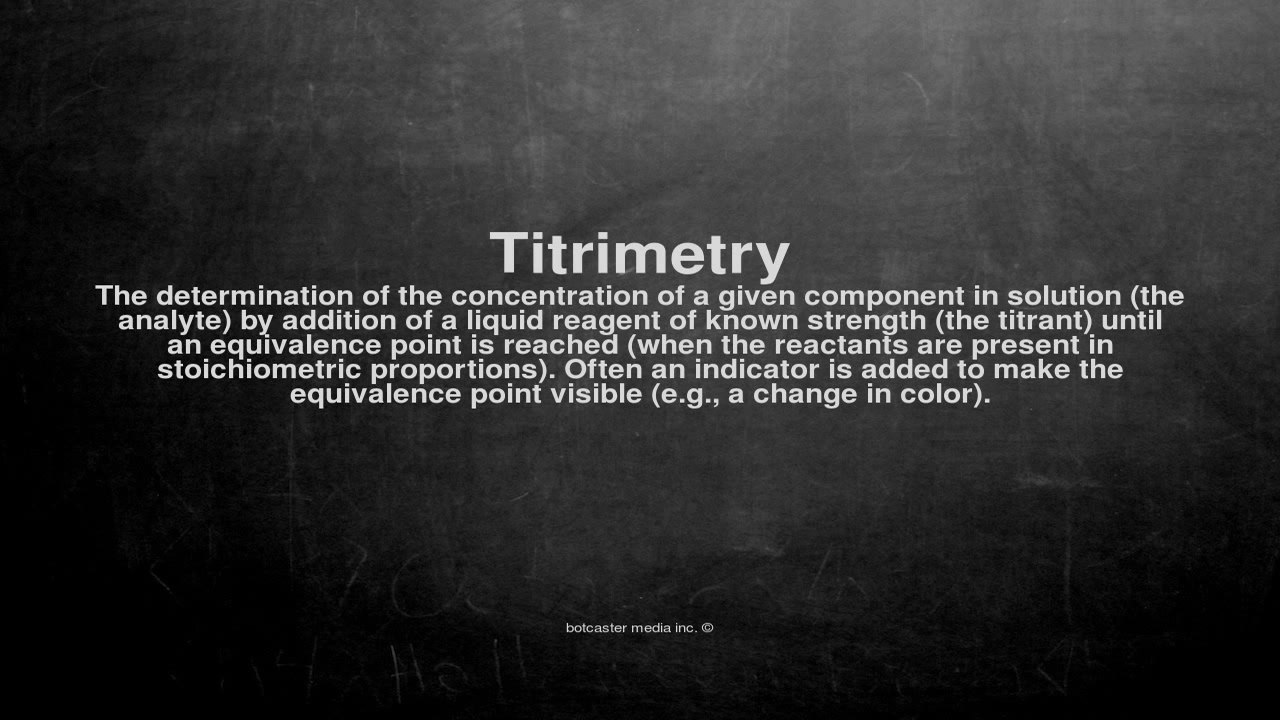 Titrimetry
The determination of the concentration of a given component in solution (the
analyte) by addition of a liquid reagent of known strength (the titrant) until
an equivalence point is reached (when the reactants are present in
stoichiometric proportions). Often an indicator is added to make the
equivalence point visible (e.g., a change in color).
botcaster media inc. ©